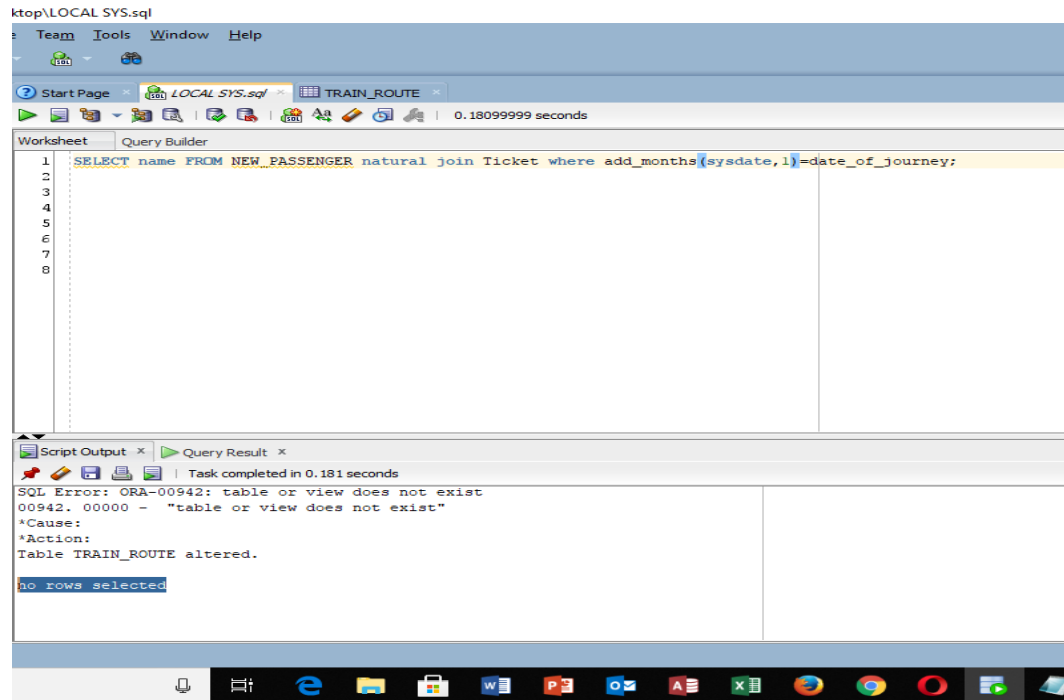 ktop\LOCAL SYS.sql
Team Tools Window Help
Start Page LOCAL SYS.sql TRAIN_ROUTE
0.18099999 seconds
Worksheet Query Builder
1 SELECT name FROM NEW_PASSENGER natural join Ticket where add_months(sysdate,1)=date_of_journey;
2
3
4
5
6
7
8
Script Output × Query Result ×
Task completed in 0.181 seconds
SQL Error: ORA-00942: table or view does not exist
00942. 00000 - "table or view does not exist"
*Cause:
*Action:
Table TRAIN_ROUTE altered.
no rows selected